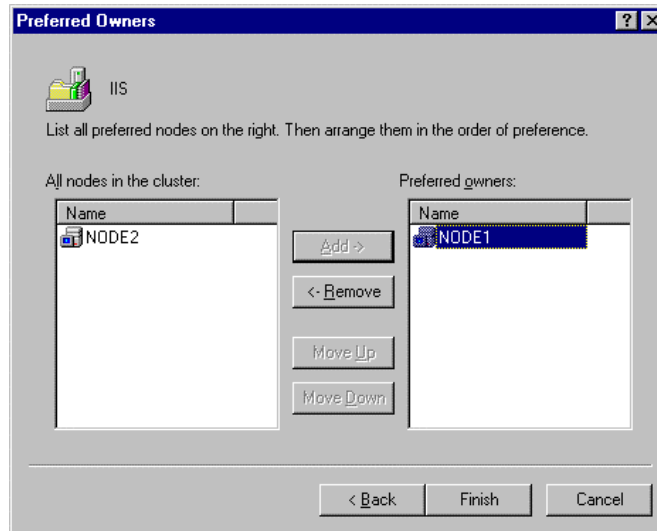 Preferred Owners
IIS
List all preferred nodes on the right. Then arrange them in the order of preference.
All nodes in the cluster:
Preferred owners:
Name
Name
NODE2
NODE1
Add ->
<- Remove
Move Up
Move Down
< Back
Finish
Cancel